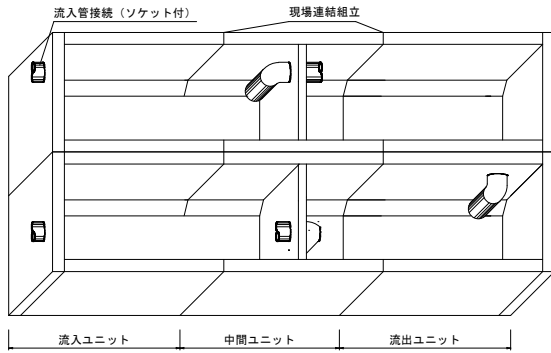 流入管接続（ソケット付）
現場連結組立
流入ユニット
中間ユニット
流出ユニット